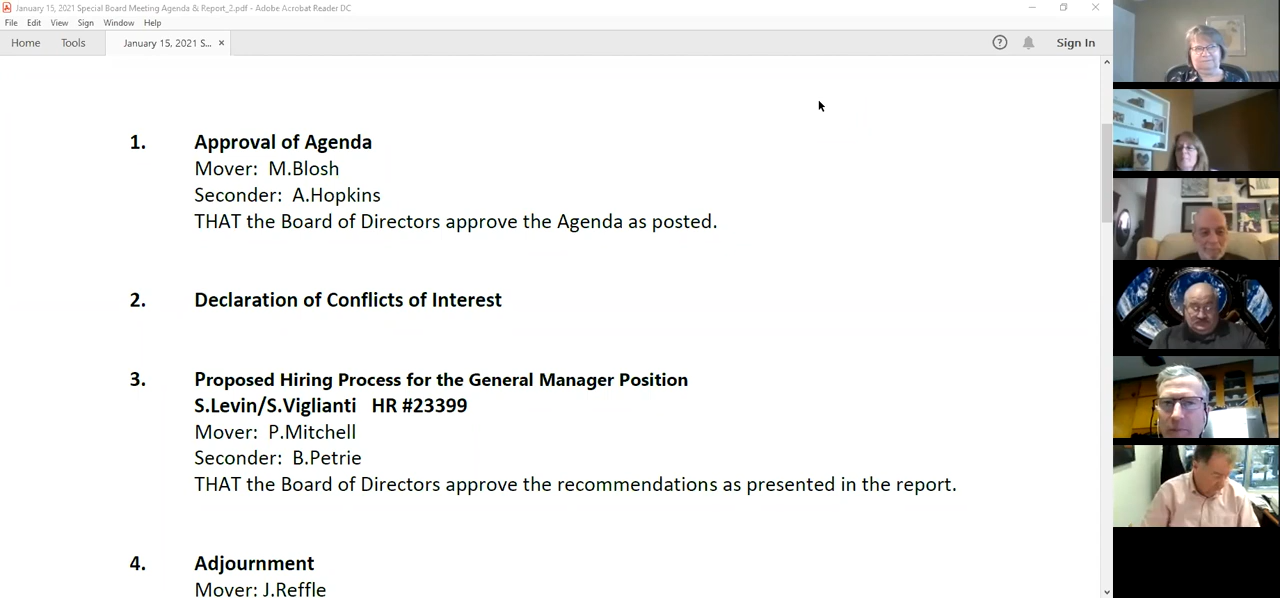 January 15, 2021 Special Board Meeting Agenda & Report_2.pdf - Adobe Acrobat Reader DC
File Edit View Sign Window Help
Home Tools January 15, 2021 S... × Sign In
1. Approval of Agenda
Mover: M.Blosh
Seconder: A.Hopkins
THAT the Board of Directors approve the Agenda as posted.
2. Declaration of Conflicts of Interest
3. Proposed Hiring Process for the General Manager Position
S.Levin/S.Viglianti HR #23399
Mover: P.Mitchell
Seconder: B.Petrie
THAT the Board of Directors approve the recommendations as presented in the report.
4. Adjournment
Mover: J.Reffle